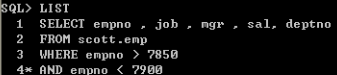 SQL> LIST
1 SELECT empno , job , mgr , sal, deptno
2 FROM scott.emp
3 WHERE empno > 7850
4* AND empno < 7900